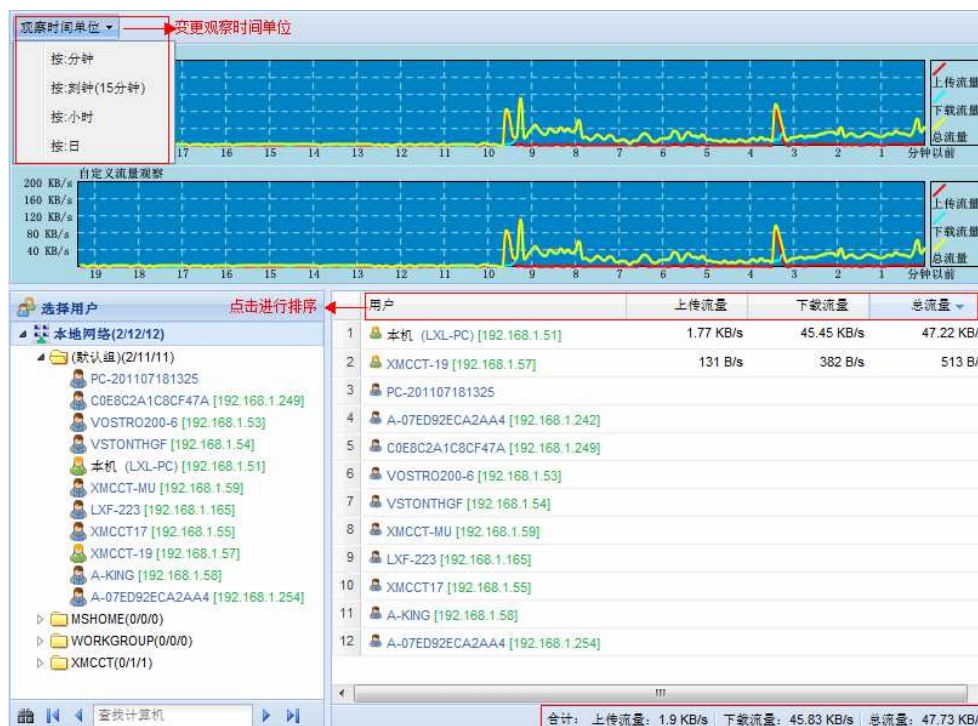 观察时间单位
变更观察时间单位
按:分钟
按:刻钟(15分钟)
按:小时
按:日
上传流量
下载流量
总流量
17 16 15 14 13 12 11 10 9 8 7 6 5 4 3 2 1 分钟以前
自定义流量观察
200 KB/s
160 KB/s
120 KB/s
80 KB/s
40 KB/s
上传流量
下载流量
总流量
19 18 17 16 15 14 13 12 11 10 9 8 7 6 5 4 3 2 1 分钟以前
选择用户
点击进行排序
本地网络(2/12/12)
(默认组)(2/11/11)
PC-201107181325
C0E8C2A1C8CF47A [192.168.1.249]
VOSTRO200-6 [192.168.1.53]
VSTONTHGF [192.168.1.54]
本机 (LXL-PC) [192.168.1.51]
XMCCT-MU [192.168.1.59]
LXF-223 [192.168.1.165]
XMCCT17 [192.168.1.55]
XMCCT-19 [192.168.1.57]
A-KING [192.168.1.58]
A-07ED92ECA2AA4 [192.168.1.254]
MSHOME(0/0/0)
WORKGROUP(0/0/0)
XMCCT(0/1/1)
查找计算机
用户 上传流量 下载流量 总流量
1 本机 (LXL-PC) [192.168.1.51] 1.77 KB/s 45.45 KB/s 47.22 KB/
2 XMCCT-19 [192.168.1.57] 131 B/s 382 B/s 513 B/
3 PC-201107181325
4 A-07ED92ECA2AA4 [192.168.1.242]
5 C0E8C2A1C8CF47A [192.168.1.249]
6 VOSTRO200-6 [192.168.1.53]
7 VSTONTHGF [192.168.1.54]
8 XMCCT-MU [192.168.1.59]
9 LXF-223 [192.168.1.165]
10 XMCCT17 [192.168.1.55]
11 A-KING [192.168.1.58]
12 A-07ED92ECA2AA4 [192.168.1.254]
合计: 上传流量: 1.9 KB/s 下载流量: 45.83 KB/s 总流量: 47.73 KB